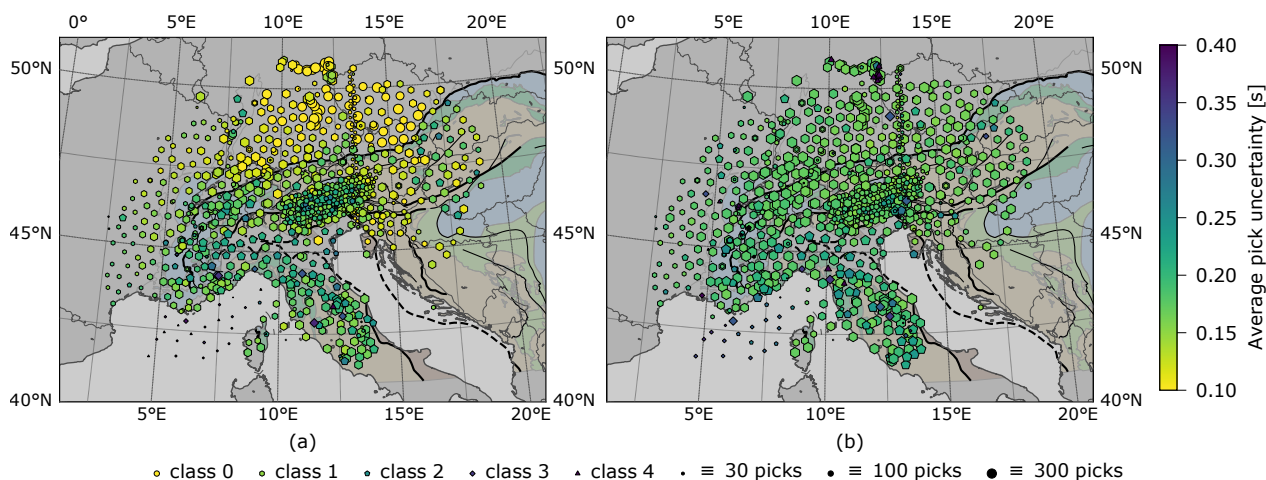 0° 5°E 10°E 15°E 20°E 0° 5°E 10°E 15°E 20°E
50°N 50°N 50°N
45°N 45°N 45°N
40°N 40°N 40°N
5°E 10°E 15°E 20°E 5°E 10°E 15°E 20°E
0.40
0.35
0.30
0.25
0.20
0.15
0.10
Average pick uncertainty [s]
(a) (b)
class 0 class 1 class 2 class 3 class 4 ≡ 30 picks ≡ 100 picks ≡ 300 picks